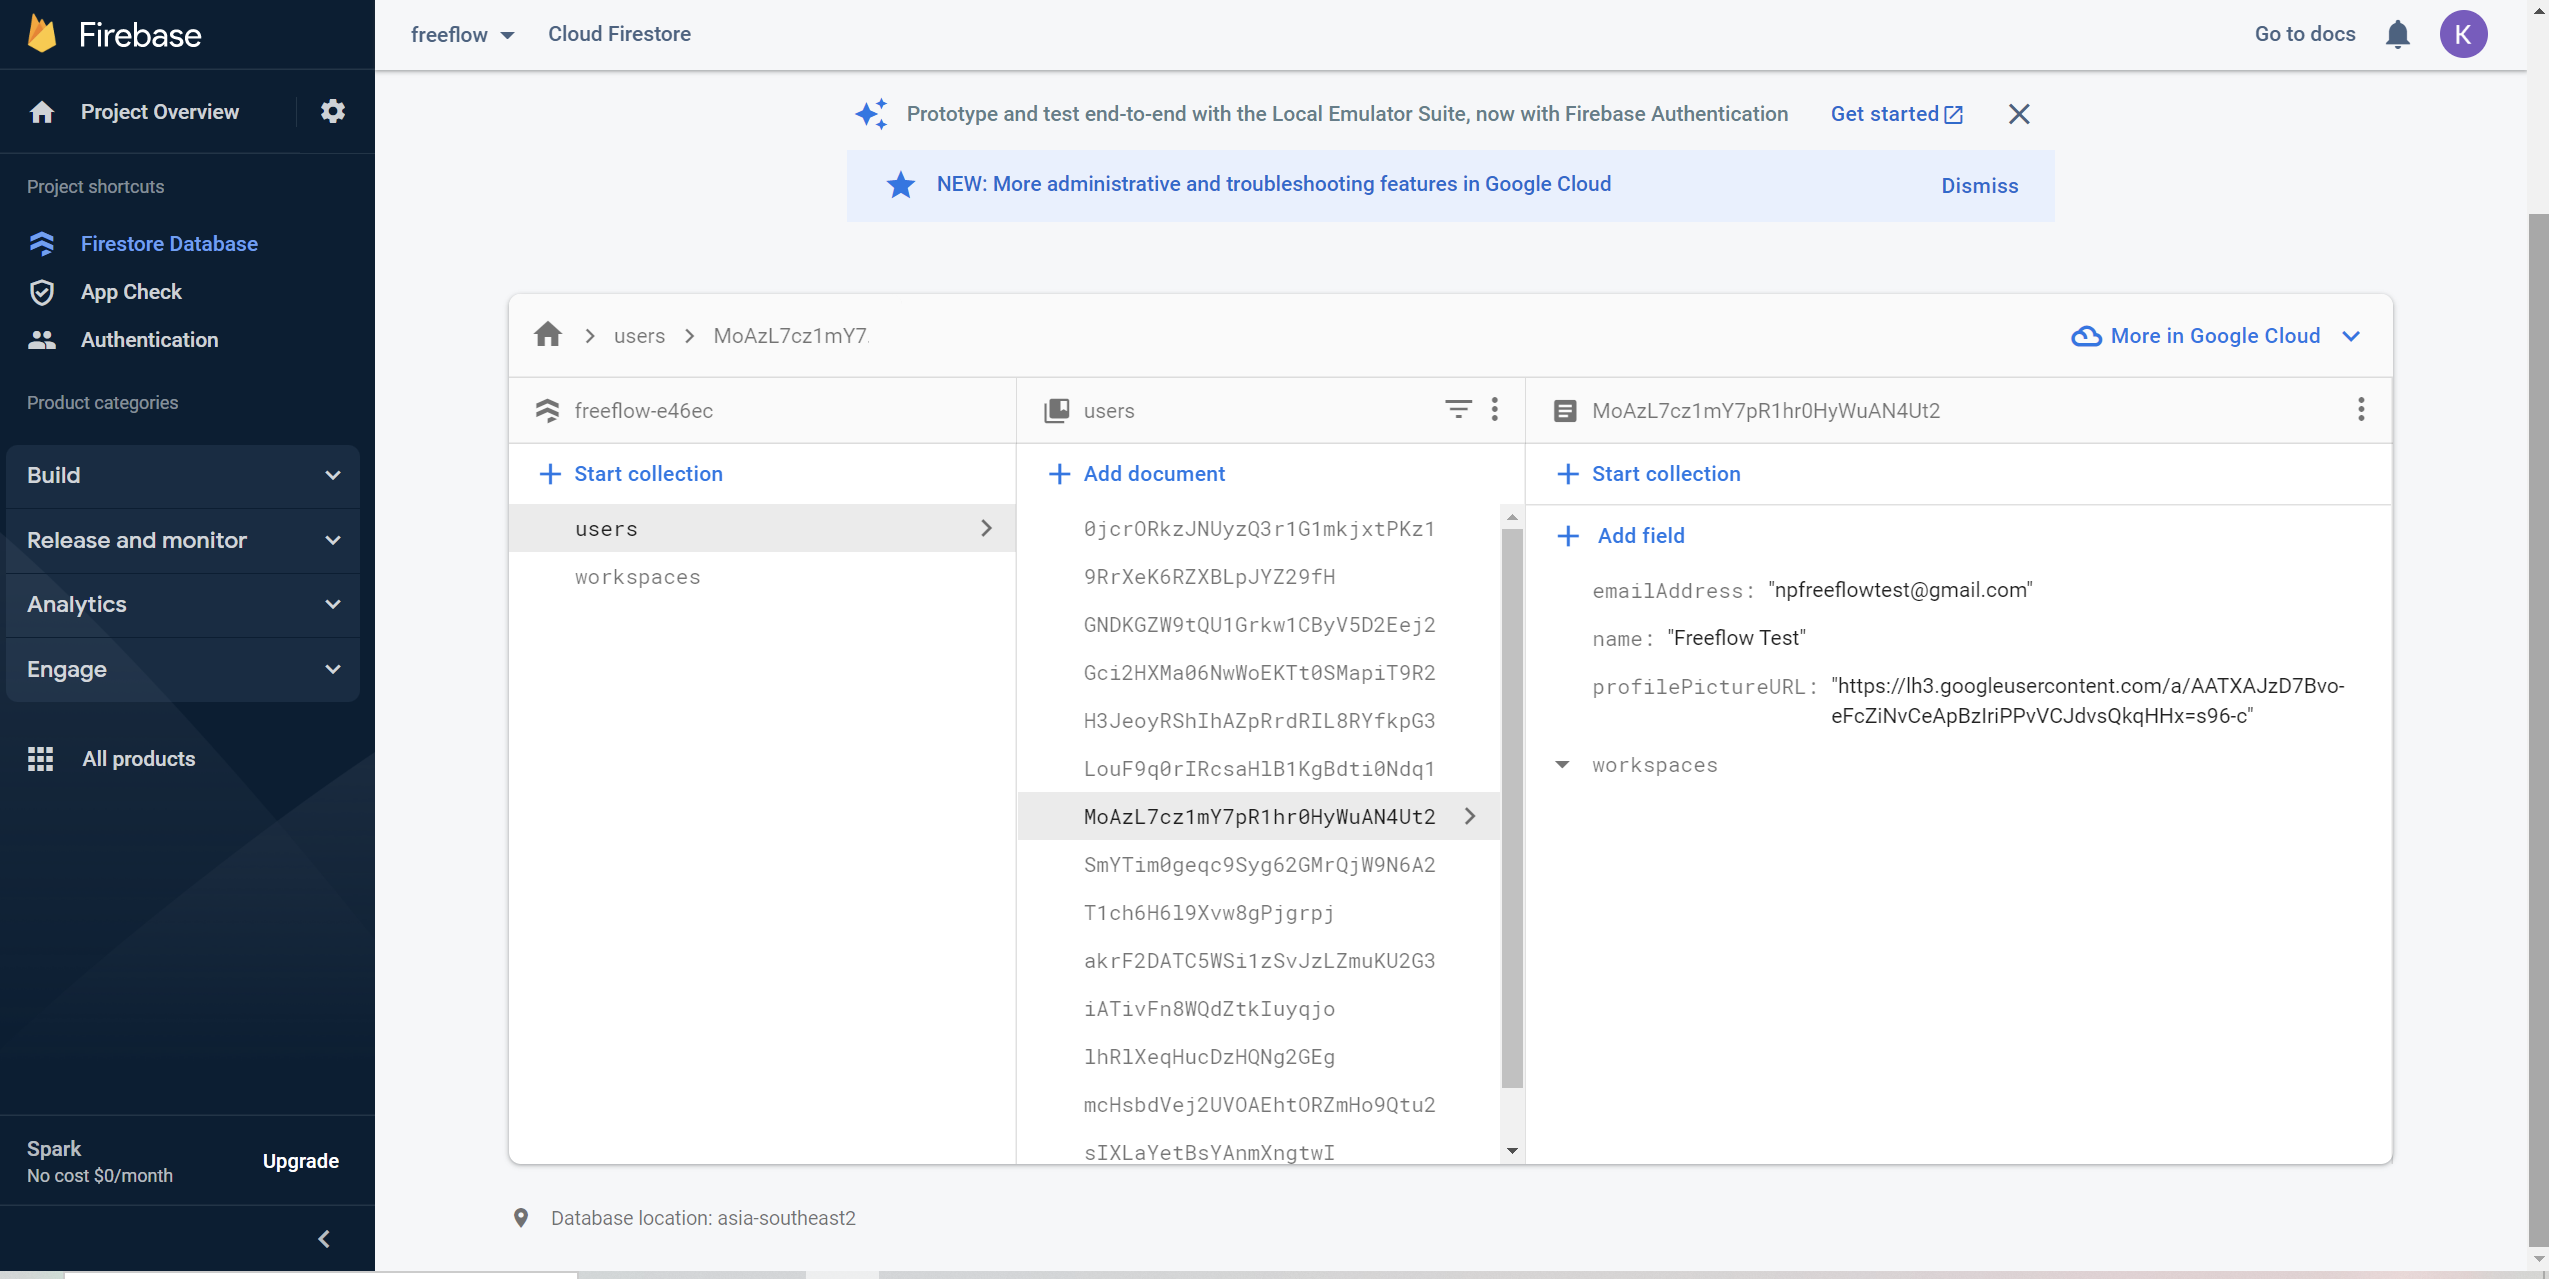 Firebase
Project Overview
Project shortcuts
Firestore Database
App Check
Authentication
Product categories
Build
Release and monitor
Analytics
Engage
All products
Spark
No cost $0/month
Upgrade
freeflow
Cloud Firestore
Go to docs
K
Prototype and test end-to-end with the Local Emulator Suite, now with Firebase Authentication
Get started
NEW: More administrative and troubleshooting features in Google Cloud
Dismiss
users
MoAzL7cz1mY7
More in Google Cloud
freeflow-e46ec
Start collection
users
workspaces
users
Add document
0jcrORkzJNUyzQ3r1G1mkjxtPKz1
9RrXeK6RZXBLpJYZ29fH
GNDKGZW9tQU1Grkw1CByV5D2Eej2
Gci2HXMa06NwWoEKTt0SMapiT9R2
H3JeoyRShIhAZpRrdRIL8RYfkpG3
LouF9q0rIRcsaHlB1KgBdti0Ndq1
MoAzL7cz1mY7pR1hr0HyWuAN4Ut2
SmYTim0geqc9Syg62GMrQjW9N6A2
T1ch6H6l9Xvw8gPjgrpj
akrF2DATC5WSi1zSvJzLZmuKU2G3
iATivFn8WQdZtkIuyqjo
lhRlXeqHucDzHQNg2GEg
mcHsbdVej2UVOAEhtORZmHo9Qtu2
sIXLaYetBsYAnmXngtwI
MoAzL7cz1mY7pR1hr0HyWuAN4Ut2
Start collection
Add field
emailAddress: "npfreeflowtest@gmail.com"
name: "Freeflow Test"
profilePictureURL: "https://lh3.googleusercontent.com/a/AATXAJzD7Bvo-
eFcZiNvCeApBzIriPPvVCJdvsQkqHHx=s96-c"
workspaces
Database location: asia-southeast2